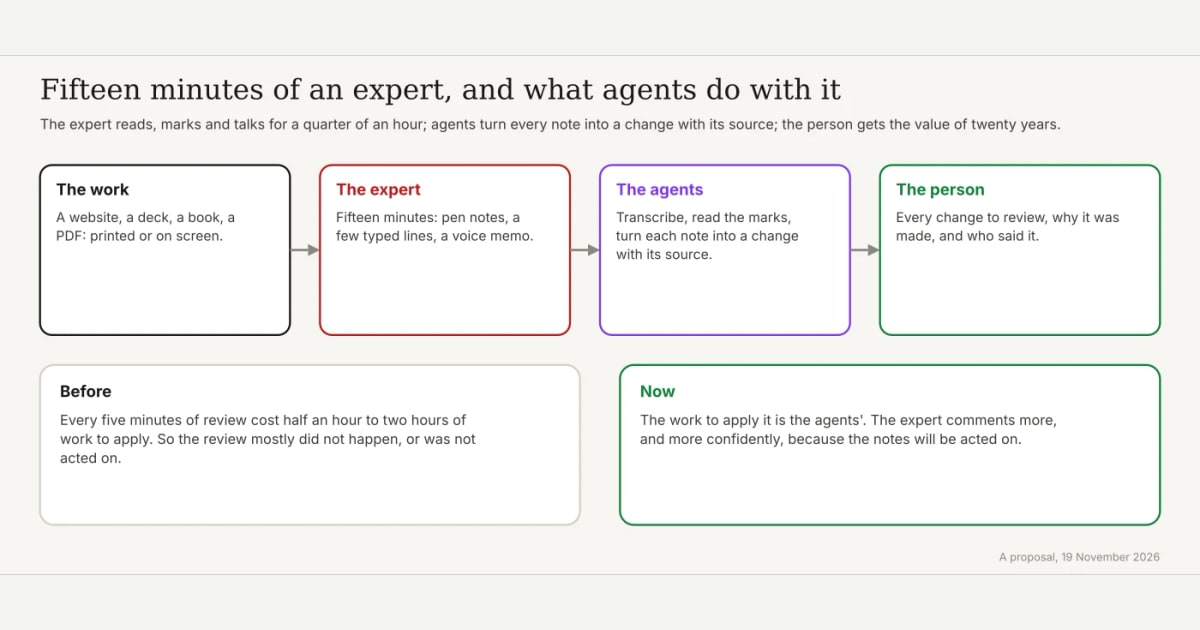 Fifteen minutes of an expert, and what agents do with it
The expert reads, marks and talks for a quarter of an hour; agents turn every note into a change with its source; the person gets the value of twenty years.
The work
A website, a deck, a book, a
PDF: printed or on screen.
The expert
Fifteen minutes: pen notes, a
few typed lines, a voice memo.
The agents
Transcribe, read the marks,
turn each note into a change
with its source.
The person
Every change to review, why it was
made, and who said it.
Before
Every five minutes of review cost half an hour to two hours of
work to apply. So the review mostly did not happen, or was not
acted on.
Now
The work to apply it is the agents'. The expert comments more,
and more confidently, because the notes will be acted on.
A proposal, 19 November 2026